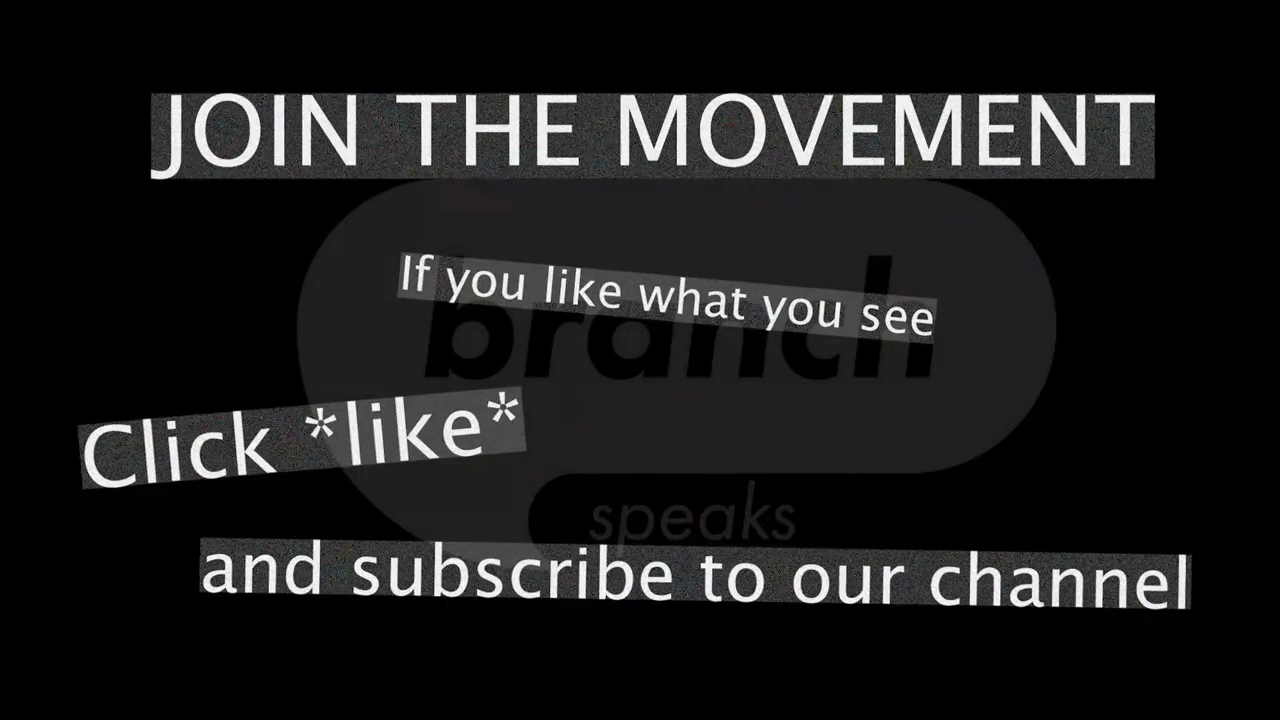 JOIN THE MOVEMENT
If you like what you see
branch
Click *like*
speaks
and subscribe to our channel